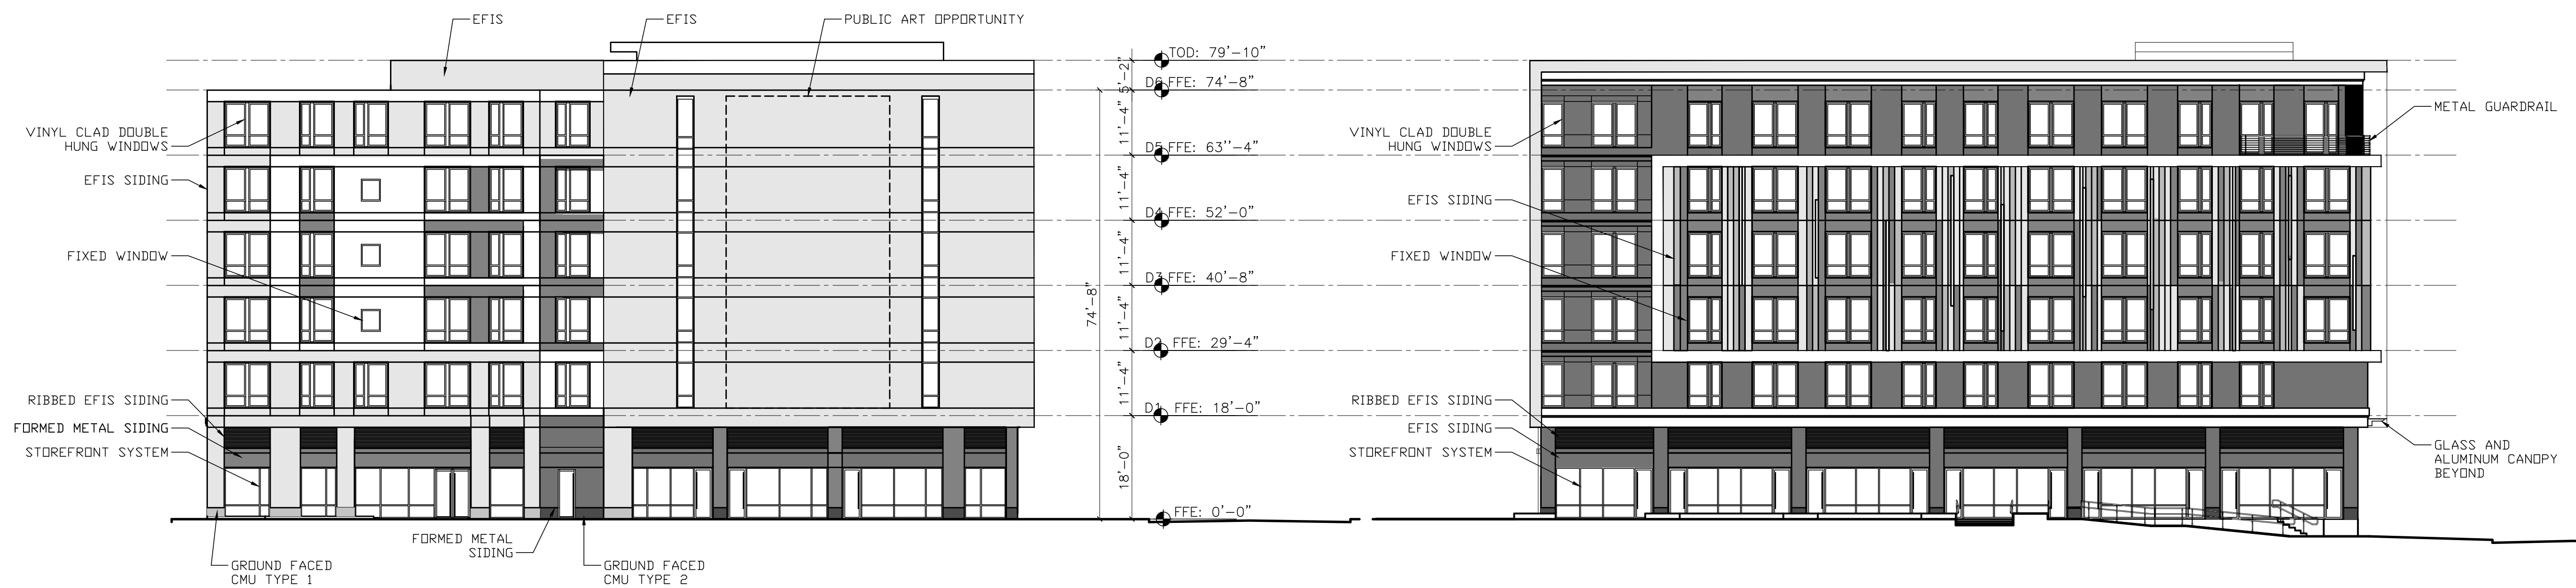 EFIS
EFIS
PUBLIC ART OPPORTUNITY
VINYL CLAD DOUBLE
HUNG WINDOWS
EFIS SIDING
FIXED WINDOW
RIBBED EFIS SIDING
FORMED METAL SIDING
STOREFRONT SYSTEM
GROUND FACED
CMU TYPE 1
FORMED METAL
SIDING
GROUND FACED
CMU TYPE 2
TOD: 79'-10"
D6 FFE: 74'-8"
D5 FFE: 63''-4"
D4 FFE: 52'-0"
D3 FFE: 40'-8"
D2 FFE: 29'-4"
D1 FFE: 18'-0"
FFE: 0'-0"
5'-2"
11'-4"
11'-4"
11'-4"
11'-4"
11'-4"
18'-0"
74'-8"
VINYL CLAD DOUBLE
HUNG WINDOWS
EFIS SIDING
FIXED WINDOW
RIBBED EFIS SIDING
EFIS SIDING
STOREFRONT SYSTEM
METAL GUARDRAIL
GLASS AND
ALUMINUM CANOPY
BEYOND